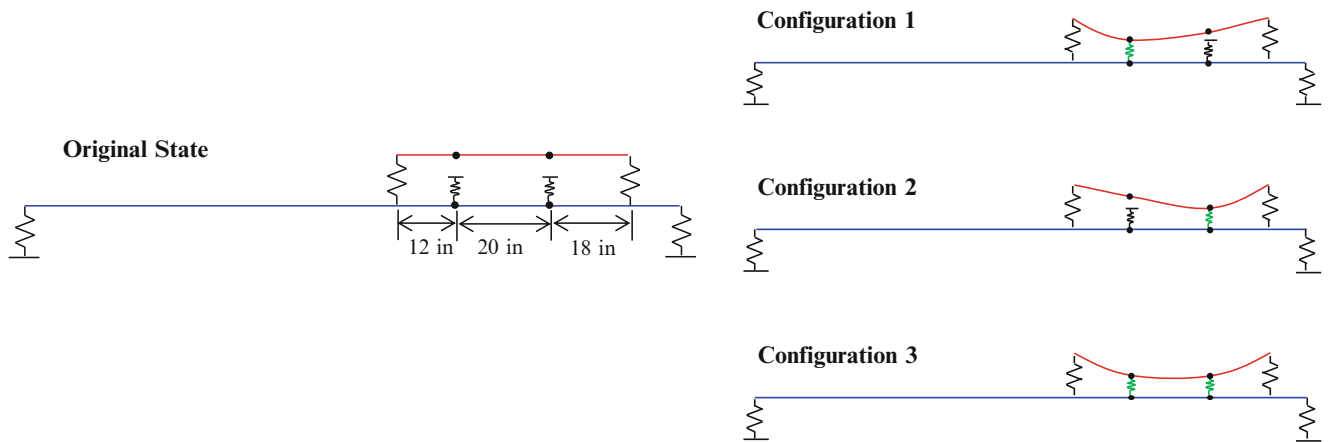 Original State
12 in
20 in
18 in
Configuration 1
Configuration 2
Configuration 3